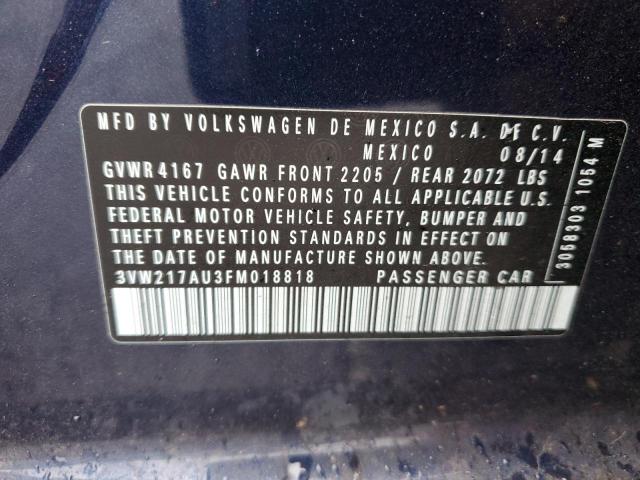 MFD BY VOLKSWAGEN DE MEXICO S.A. DE C.V.
MEXICO 08/14
GVWR 4167 GAWR FRONT 2205 / REAR 2072 LBS
THIS VEHICLE CONFORMS TO ALL APPLICABLE U.S.
FEDERAL MOTOR VEHICLE SAFETY, BUMPER AND
THEFT PREVENTION STANDARDS IN EFFECT ON
THE DATE OF MANUFACTURE SHOWN ABOVE.
3VW217AU3FM018818 PASSENGER CAR
3058303 1054 M